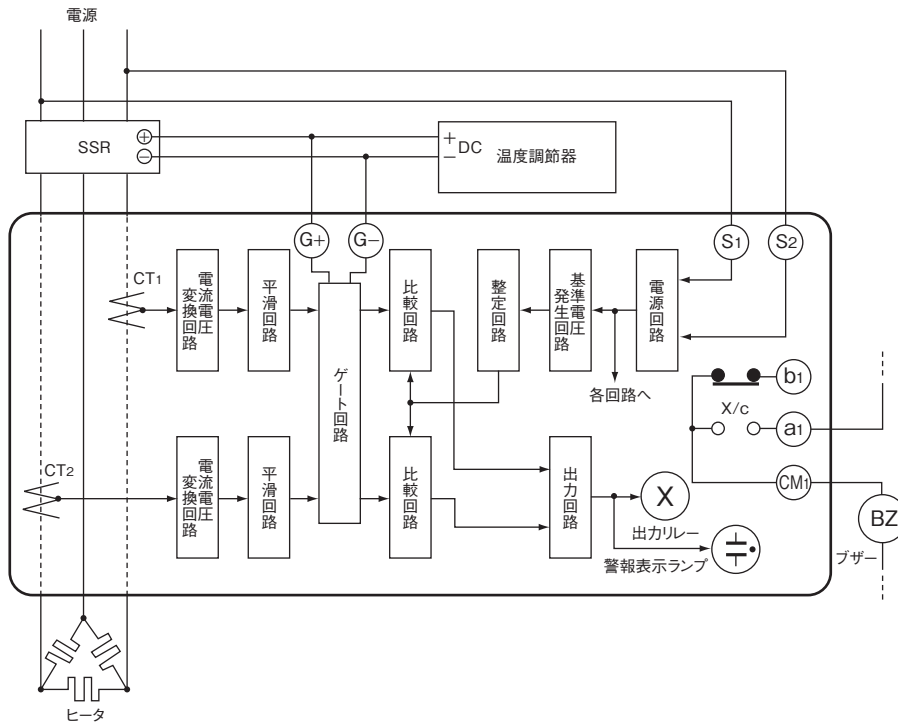 電源
SSR
+
−
+
−
DC
温度調節器
G+
G−
S1
S2
CT1
電流電圧
変換回路
平滑回路
ゲート回路
比較回路
整定回路
基準電圧
発生回路
電源回路
各回路へ
b1
X/c
a1
CM1
BZ
ブザー
CT2
電流電圧
変換回路
平滑回路
比較回路
出力回路
X
出力リレー
警報表示ランプ
ヒータ